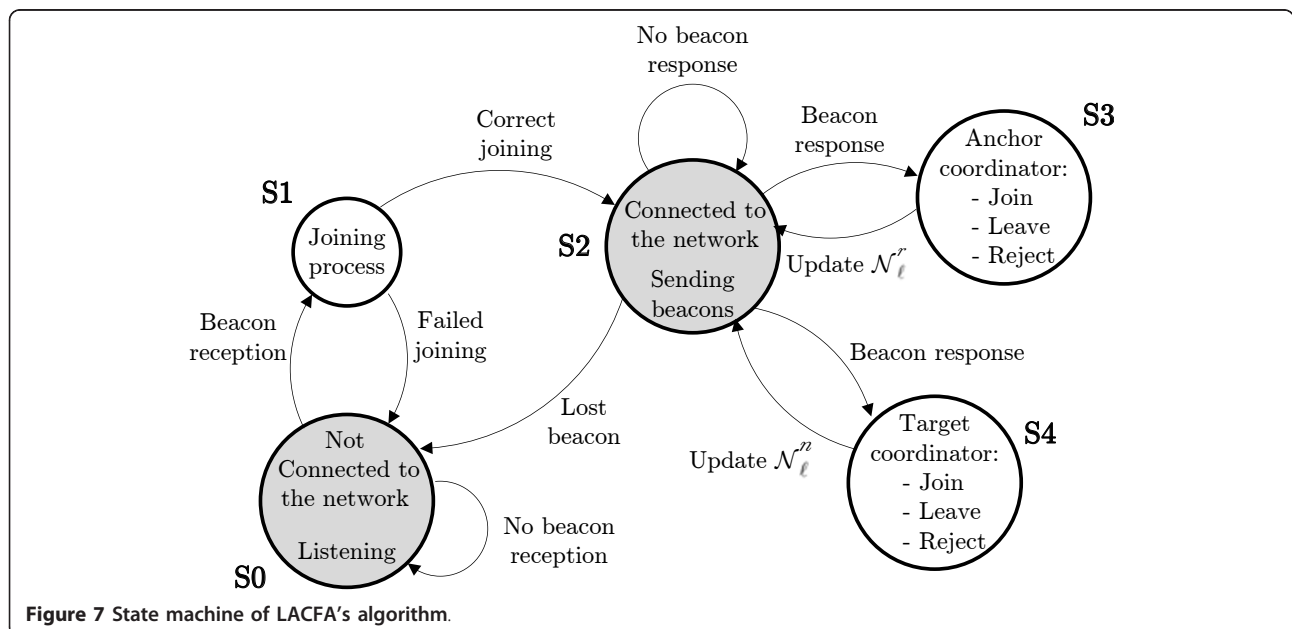 No beacon
response
Correct
joining
Beacon
response
S3
Anchor
coordinator:
- Join
- Leave
- Reject
S1
Joining
process
S2
Connected to
the network
Sending
beacons
Update 𝒩ℓʳ
Beacon
reception
Failed
joining
Beacon response
Lost
beacon
Update 𝒩ℓⁿ
S4
Target
coordinator:
- Join
- Leave
- Reject
Not
Connected to
the network
Listening
No beacon
reception
S0
Figure 7 State machine of LACFA's algorithm.